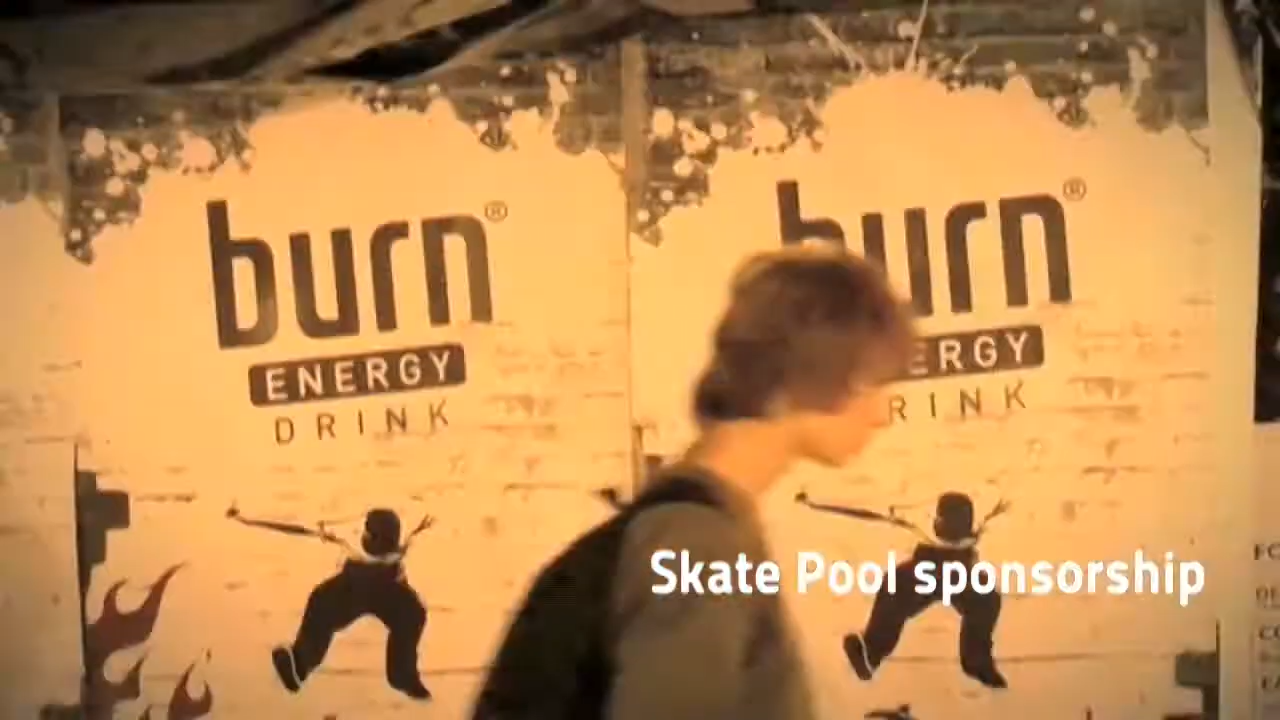 burn®
ENERGY
DRINK
burn®
ERGY
RINK
Skate Pool sponsorship